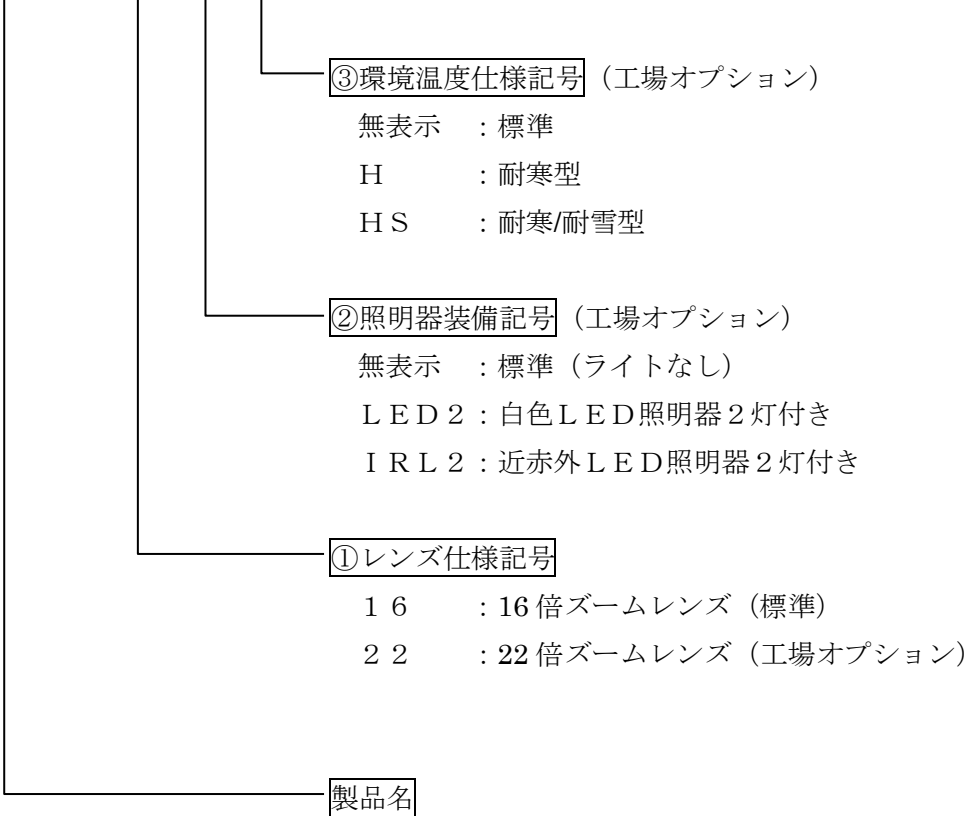 ③環境温度仕様記号（工場オプション）
無表示　：標準
Ｈ　　　：耐寒型
ＨＳ　　：耐寒/耐雪型
②照明器装備記号（工場オプション）
無表示　：標準（ライトなし）
ＬＥＤ２：白色ＬＥＤ照明器２灯付き
ＩＲＬ２：近赤外ＬＥＤ照明器２灯付き
①レンズ仕様記号
１６　　：16 倍ズームレンズ（標準）
２２　　：22 倍ズームレンズ（工場オプション）
製品名